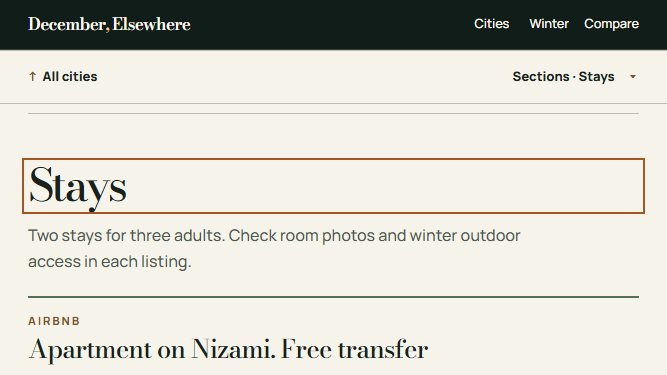 December, Elsewhere
Cities Winter Compare
↑ All cities
Sections · Stays
Stays
Two stays for three adults. Check room photos and winter outdoor
access in each listing.
AIRBNB
Apartment on Nizami. Free transfer